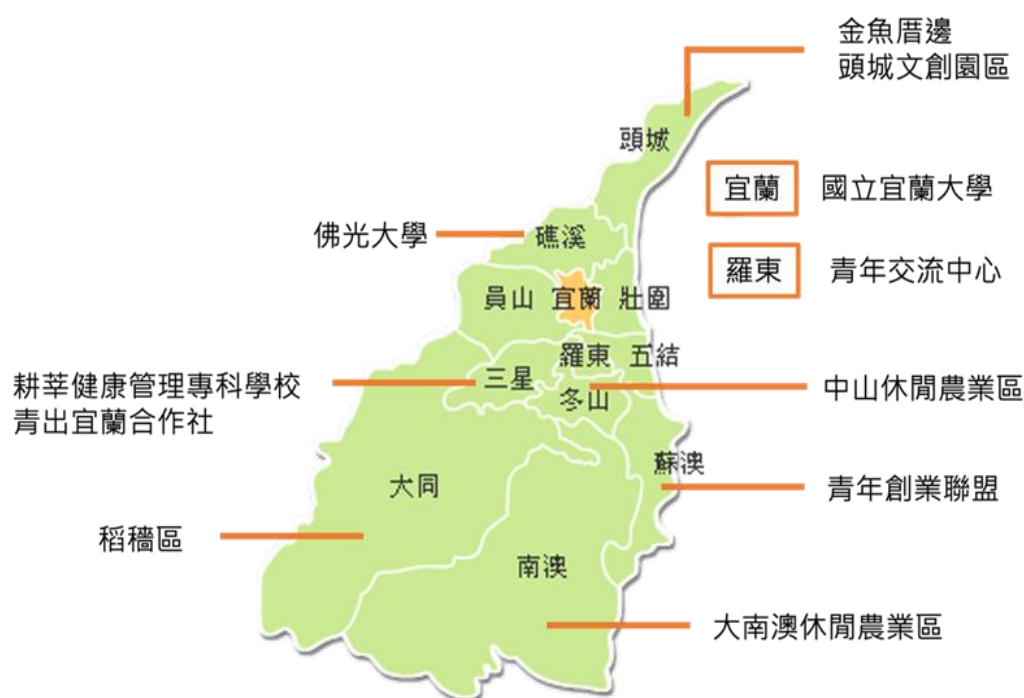 金魚厝邊
頭城文創園區
頭城
宜蘭 國立宜蘭大學
佛光大學
礁溪
羅東 青年交流中心
員山 宜蘭 壯圍
羅東 五結
耕莘健康管理專科學校
青出宜蘭合作社
三星
中山休閒農業區
冬山
蘇澳
大同
青年創業聯盟
稻穡區
南澳
大南澳休閒農業區